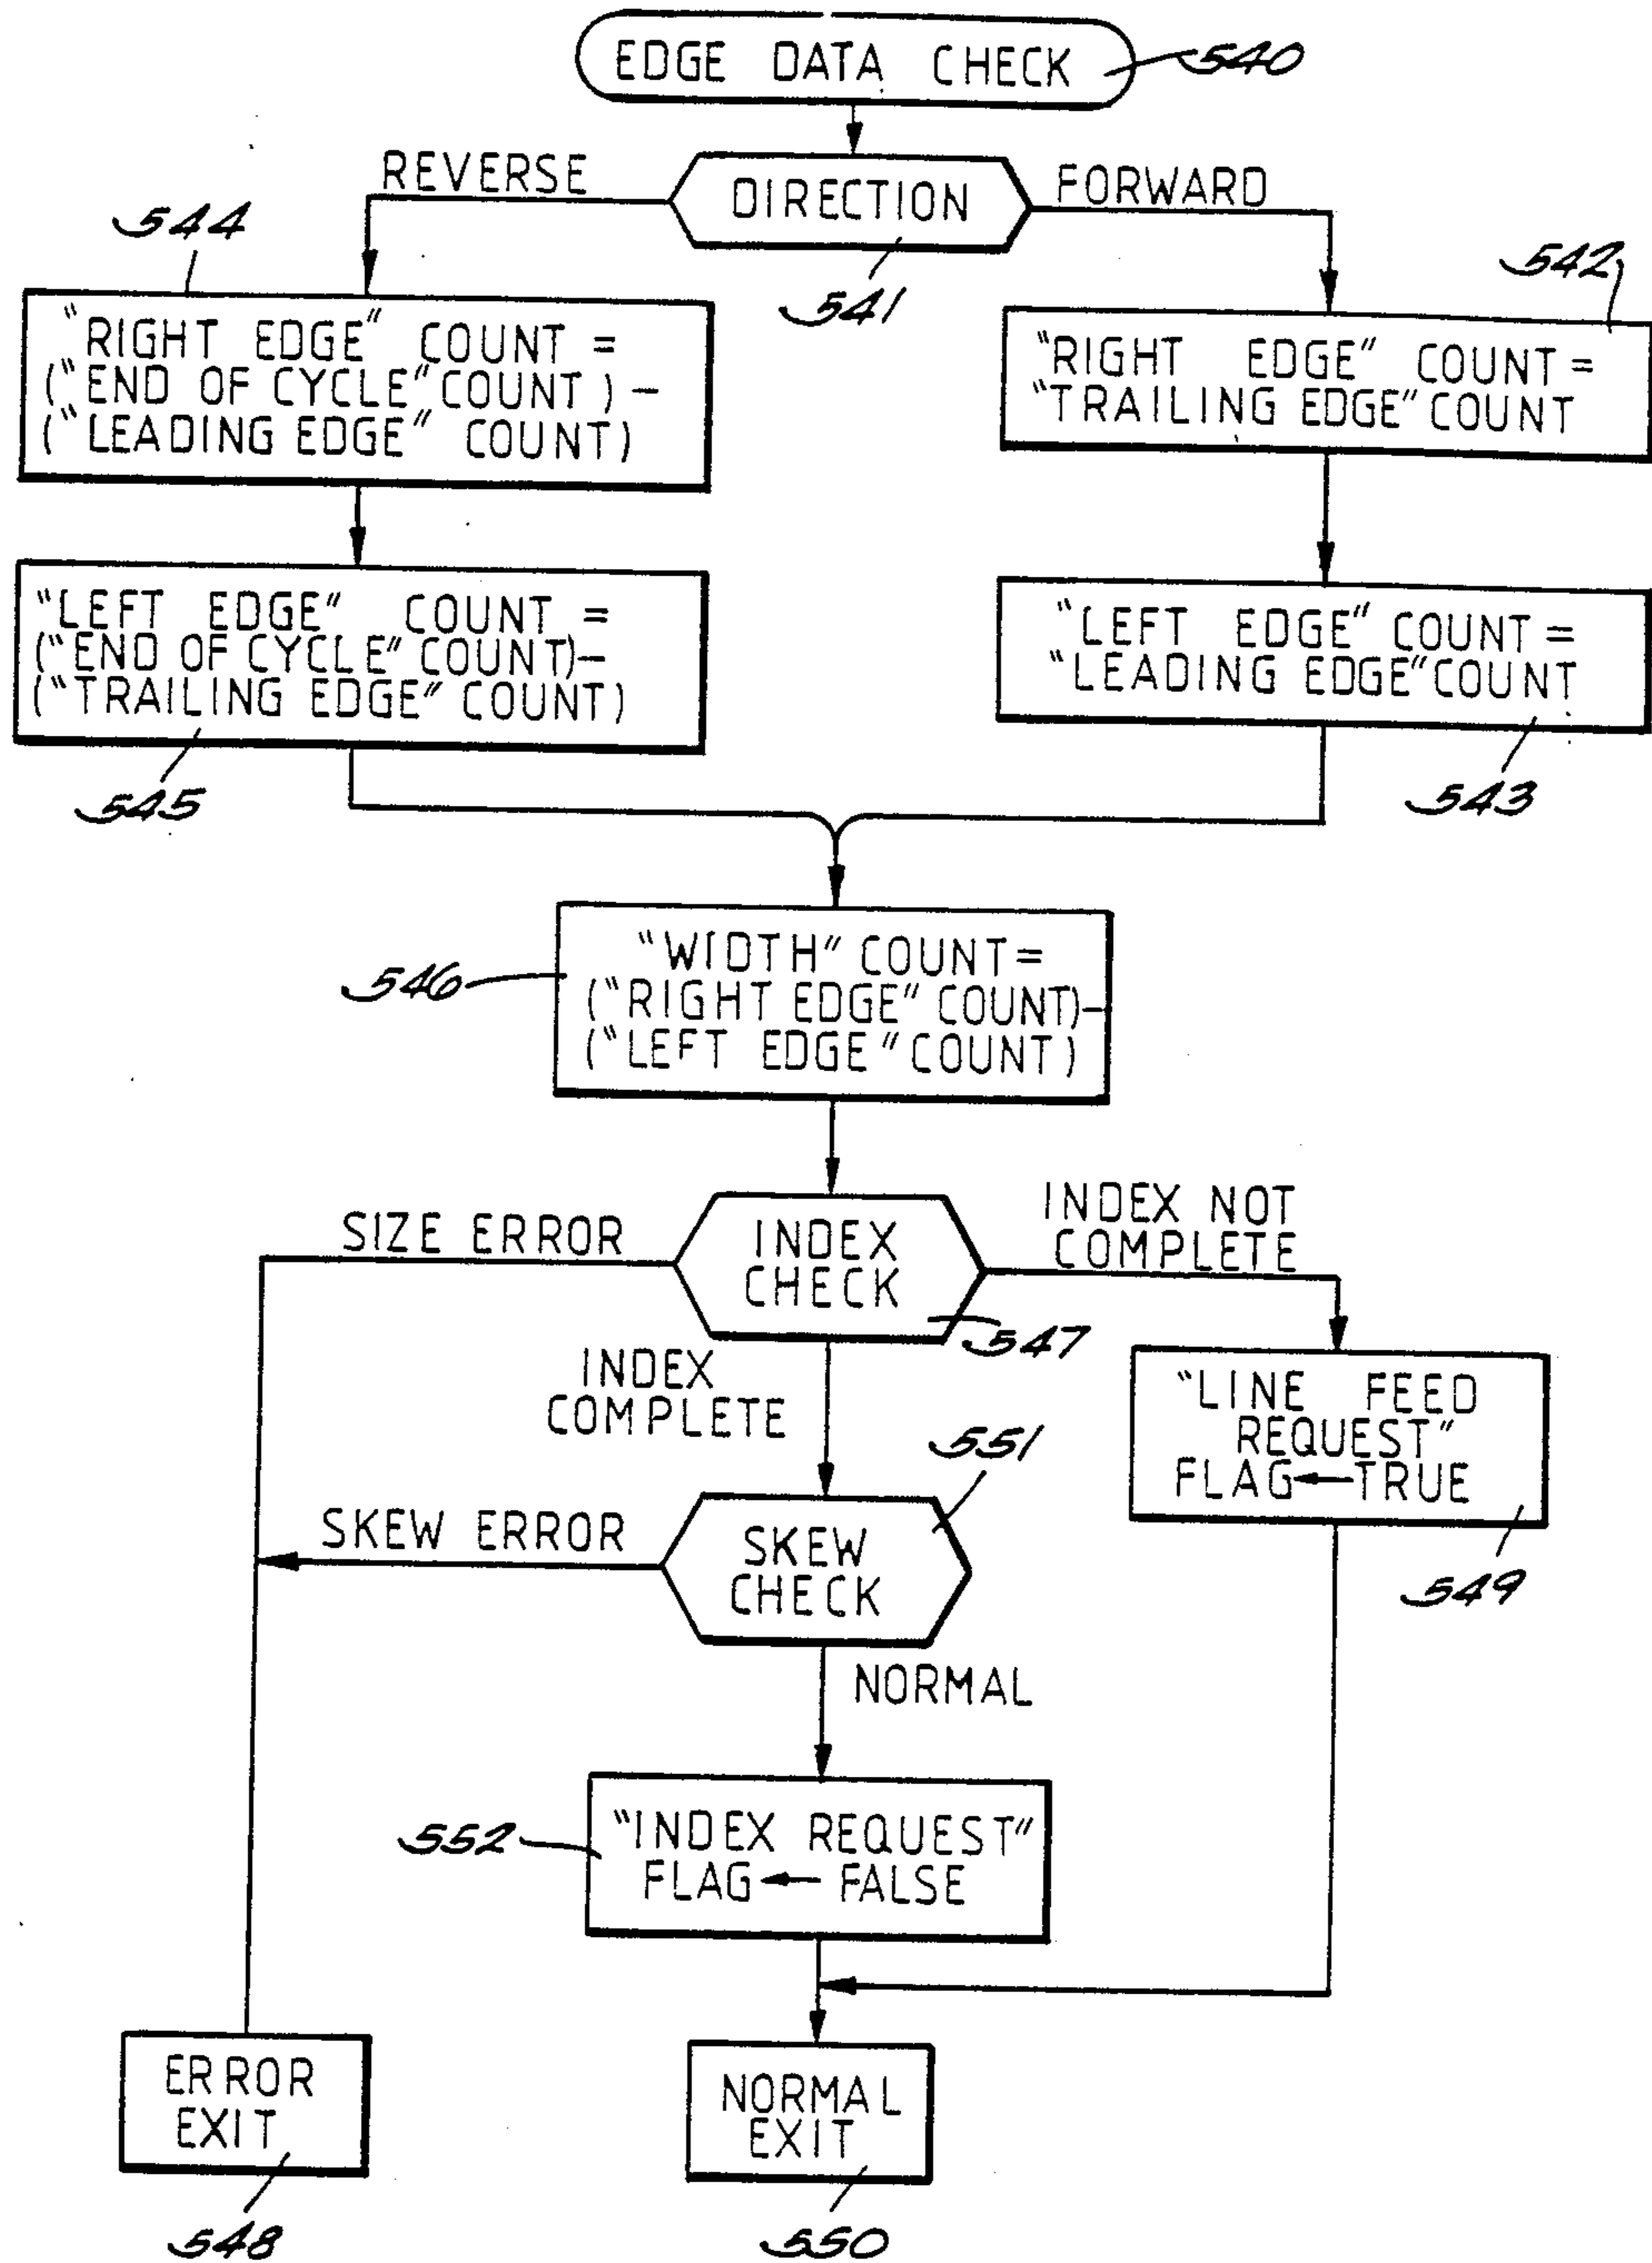 EDGE DATA CHECK
540
REVERSE
DIRECTION
FORWARD
541
544
"RIGHT EDGE" COUNT =
("END OF CYCLE" COUNT) -
("LEADING EDGE" COUNT)
542
"RIGHT EDGE" COUNT =
"TRAILING EDGE" COUNT
"LEFT EDGE" COUNT =
("END OF CYCLE" COUNT) -
("TRAILING EDGE" COUNT)
545
"LEFT EDGE" COUNT =
"LEADING EDGE" COUNT
543
546
"WIDTH" COUNT =
("RIGHT EDGE" COUNT) -
("LEFT EDGE" COUNT)
SIZE ERROR
INDEX
CHECK
547
INDEX NOT
COMPLETE
INDEX
COMPLETE
"LINE FEED
REQUEST"
FLAG ← TRUE
549
551
SKEW ERROR
SKEW
CHECK
NORMAL
552
"INDEX REQUEST"
FLAG ← FALSE
ERROR
EXIT
548
NORMAL
EXIT
550